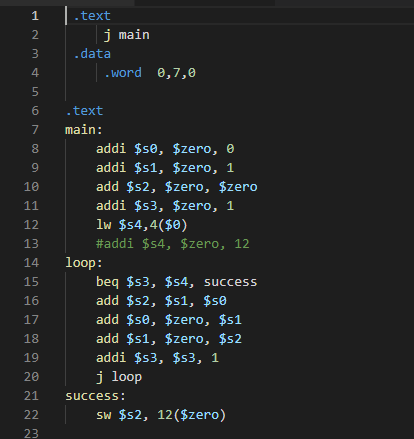 1 .text
2 j main
3 .data
4 .word 0,7,0
5
6 .text
7 main:
8 addi $s0, $zero, 0
9 addi $s1, $zero, 1
10 add $s2, $zero, $zero
11 addi $s3, $zero, 1
12 lw $s4,4($0)
13 #addi $s4, $zero, 12
14 loop:
15 beq $s3, $s4, success
16 add $s2, $s1, $s0
17 add $s0, $zero, $s1
18 add $s1, $zero, $s2
19 addi $s3, $s3, 1
20 j loop
21 success:
22 sw $s2, 12($zero)
23